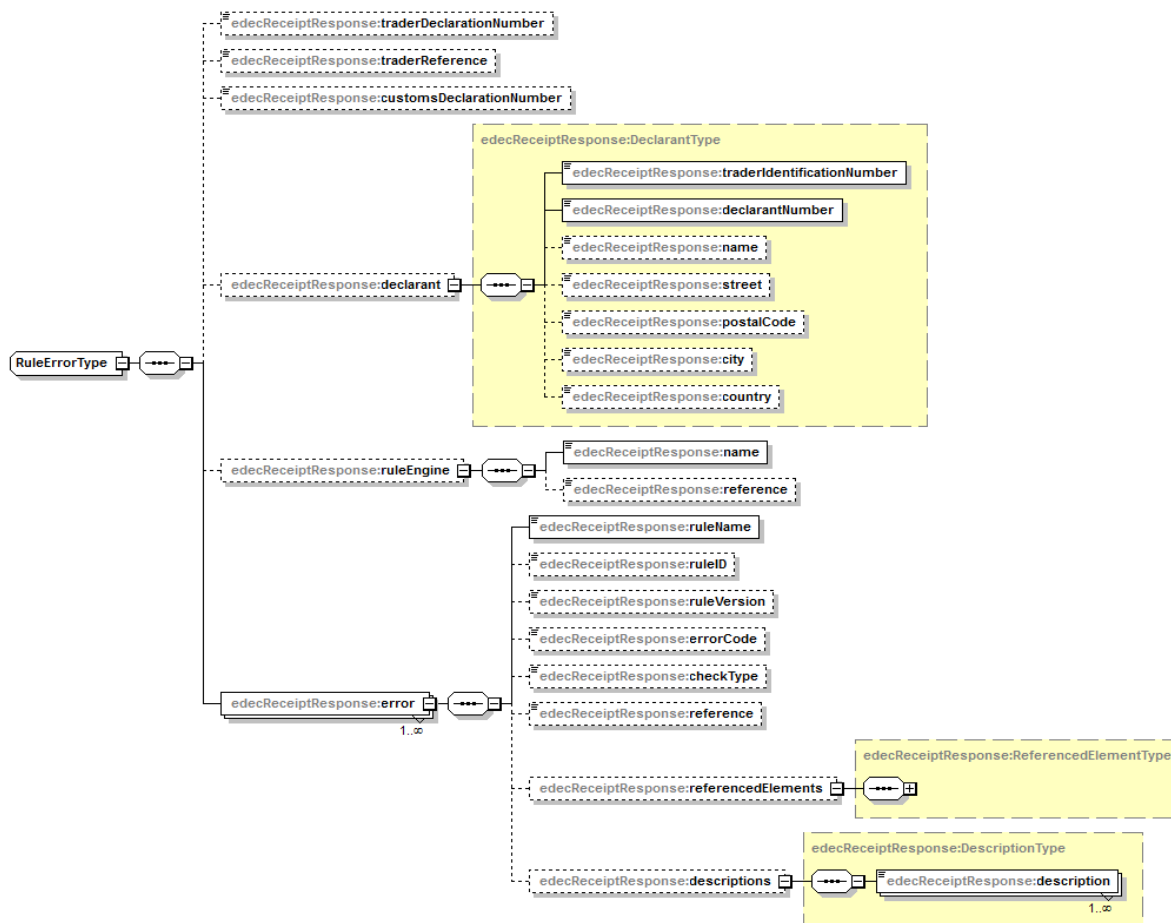 edecReceiptResponse:traderDeclarationNumber
edecReceiptResponse:traderReference
edecReceiptResponse:customsDeclarationNumber
edecReceiptResponse:DeclarantType
edecReceiptResponse:traderIdentificationNumber
edecReceiptResponse:declarantNumber
edecReceiptResponse:name
edecReceiptResponse:declarant
edecReceiptResponse:street
edecReceiptResponse:postalCode
edecReceiptResponse:city
edecReceiptResponse:country
RuleErrorType
edecReceiptResponse:ruleEngine
edecReceiptResponse:name
edecReceiptResponse:reference
edecReceiptResponse:ruleName
edecReceiptResponse:ruleID
edecReceiptResponse:ruleVersion
edecReceiptResponse:errorCode
edecReceiptResponse:checkType
edecReceiptResponse:error
1..∞
edecReceiptResponse:reference
edecReceiptResponse:ReferencedElementType
edecReceiptResponse:referencedElements
edecReceiptResponse:DescriptionType
edecReceiptResponse:descriptions
edecReceiptResponse:description
1..∞